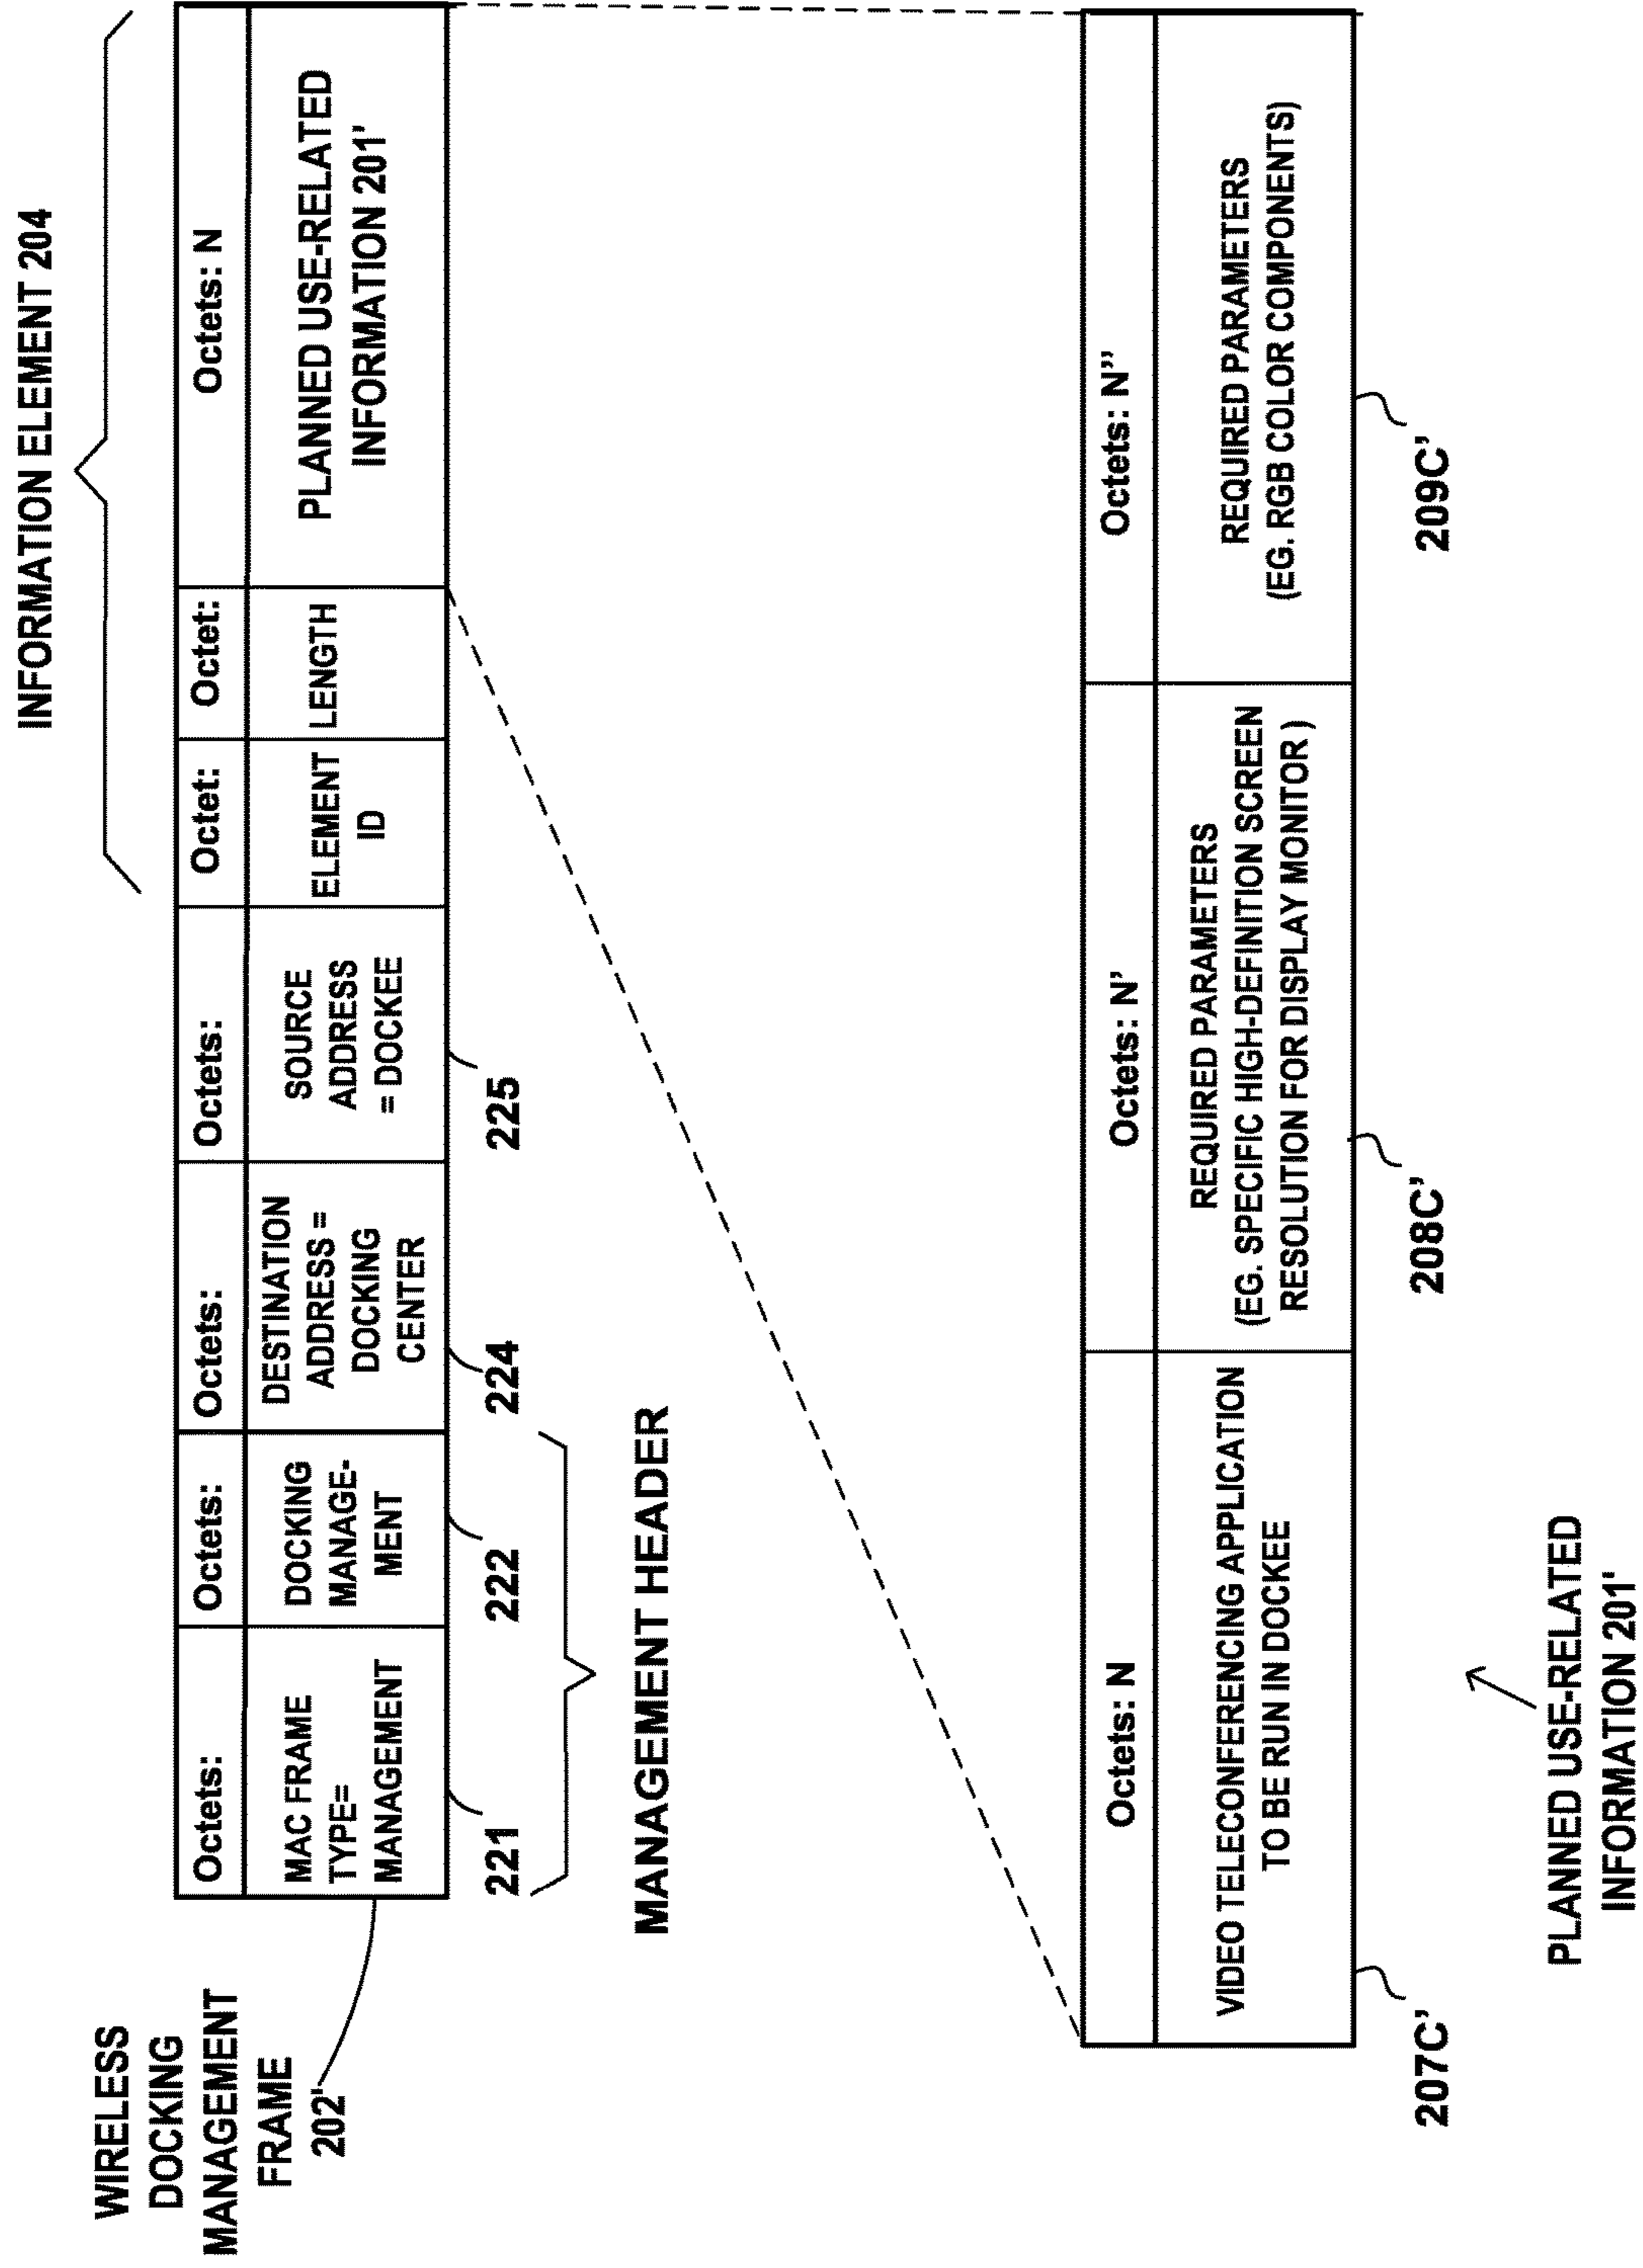 INFORMATION ELEMENT 204
WIRELESS
DOCKING
MANAGEMENT
FRAME
202'
Octets:
Octets:
Octets:
Octets:
Octet:
Octet:
Octets: N
MAC FRAME
TYPE=
MANAGEMENT
DOCKING
MANAGE-
MENT
DESTINATION
ADDRESS =
DOCKING
CENTER
SOURCE
ADDRESS
= DOCKEE
ELEMENT
ID
LENGTH
PLANNED USE-RELATED
INFORMATION 201'
221
222
224
225
MANAGEMENT HEADER
Octets: N
Octets: N'
Octets: N"
VIDEO TELECONFERENCING APPLICATION
TO BE RUN IN DOCKEE
REQUIRED PARAMETERS
(EG. SPECIFIC HIGH-DEFINITION SCREEN
RESOLUTION FOR DISPLAY MONITOR )
REQUIRED PARAMETERS
(EG. RGB COLOR COMPONENTS)
207C'
208C'
209C'
PLANNED USE-RELATED
INFORMATION 201'